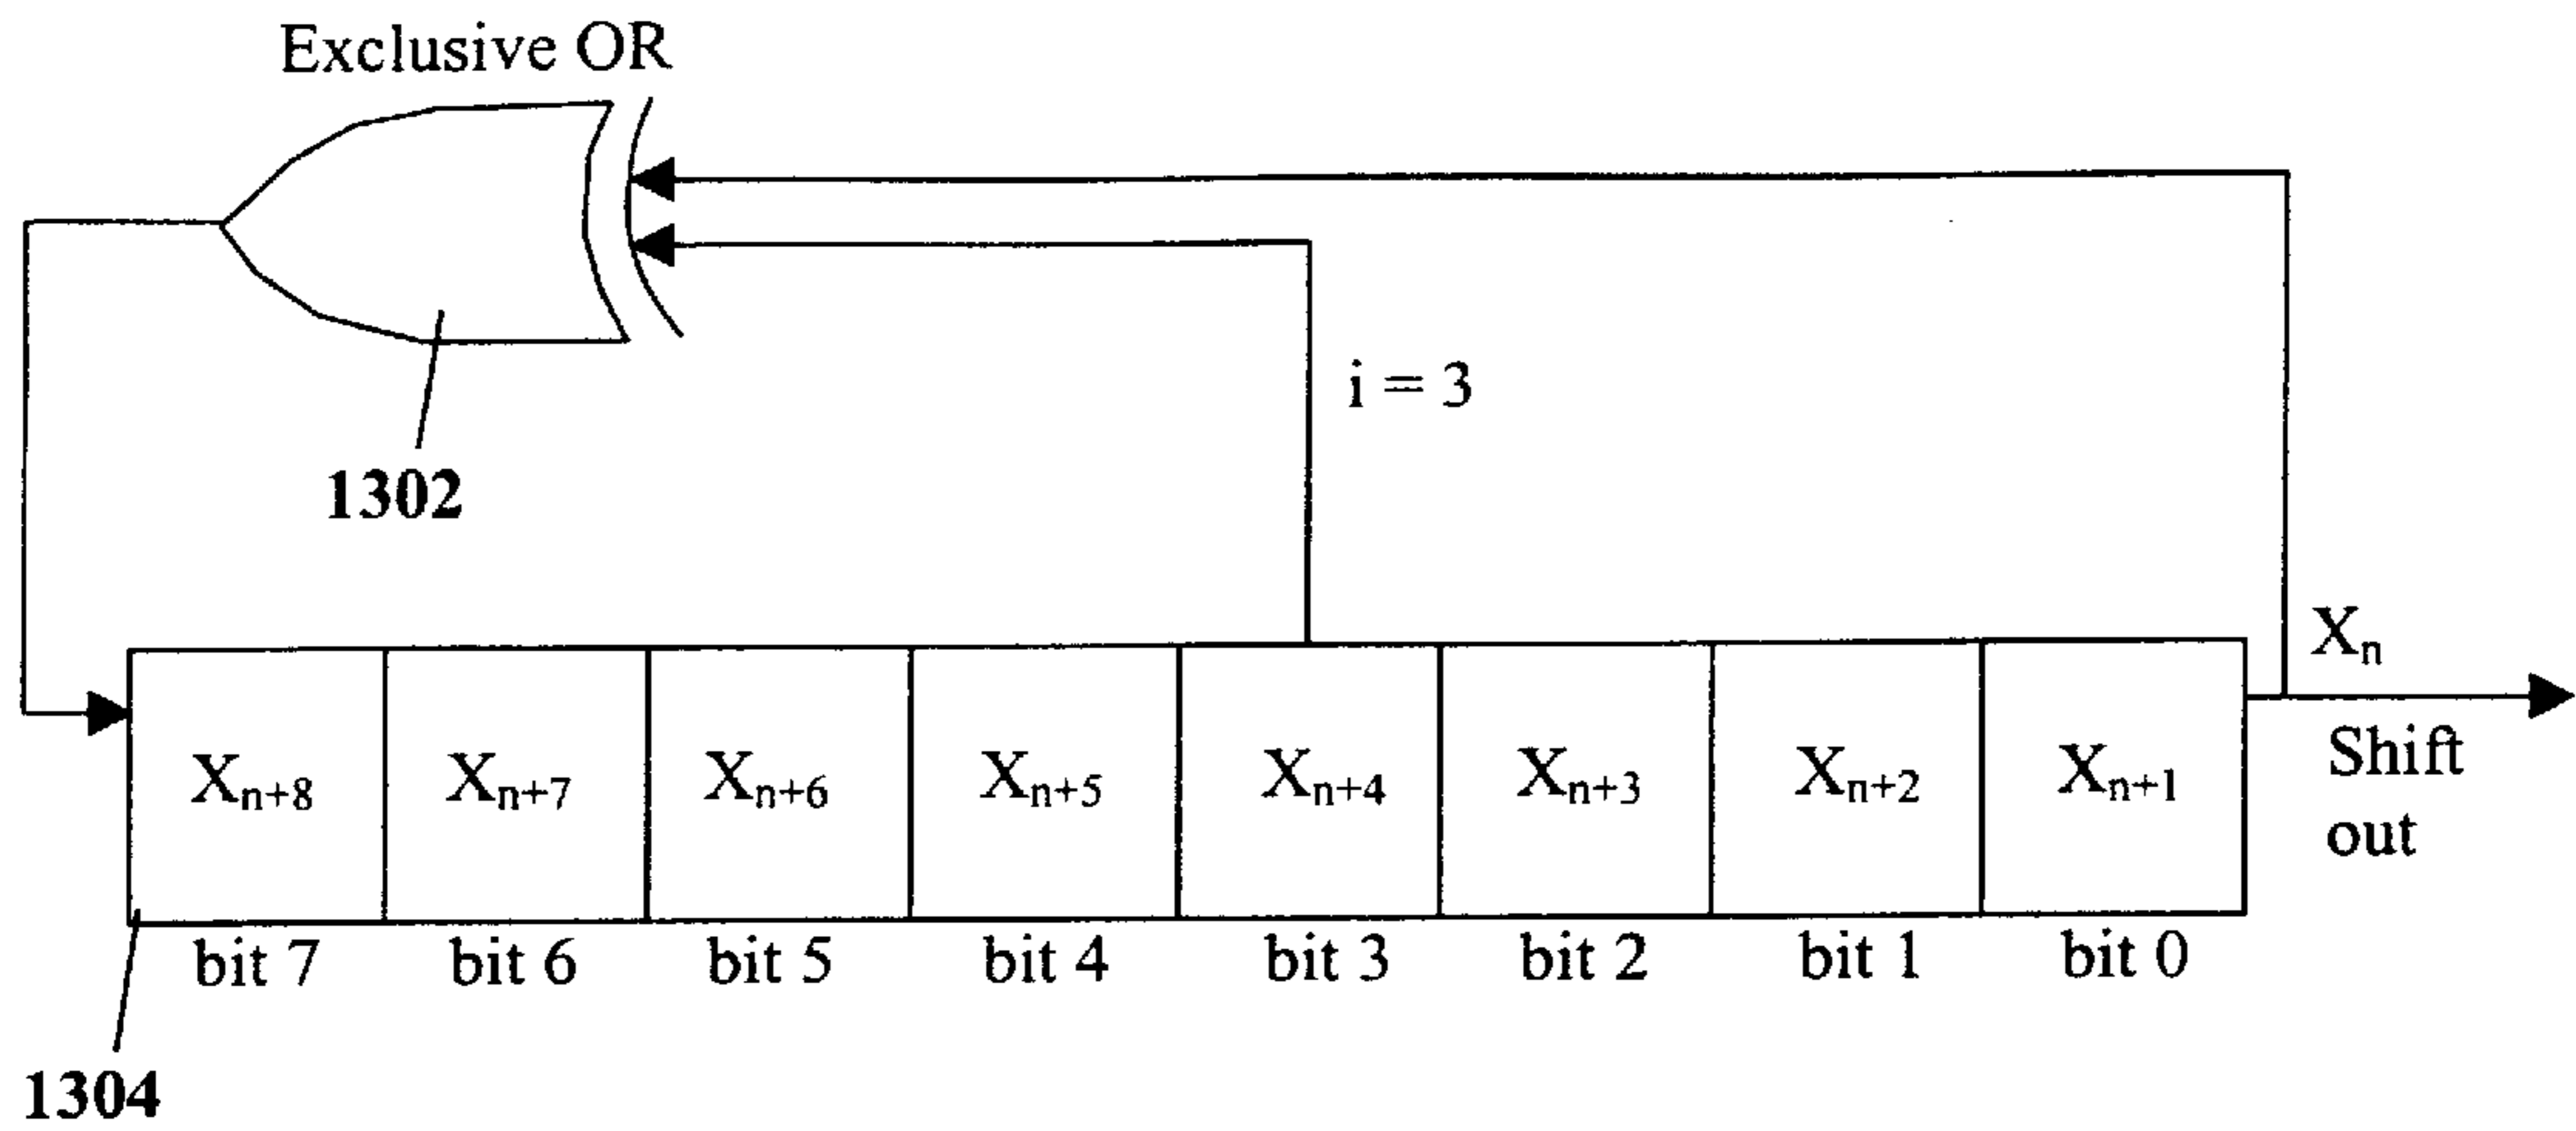 Exclusive OR
1302
i = 3
Xn
Shift
out
Xn+8 Xn+7 Xn+6 Xn+5 Xn+4 Xn+3 Xn+2 Xn+1
bit 7 bit 6 bit 5 bit 4 bit 3 bit 2 bit 1 bit 0
1304